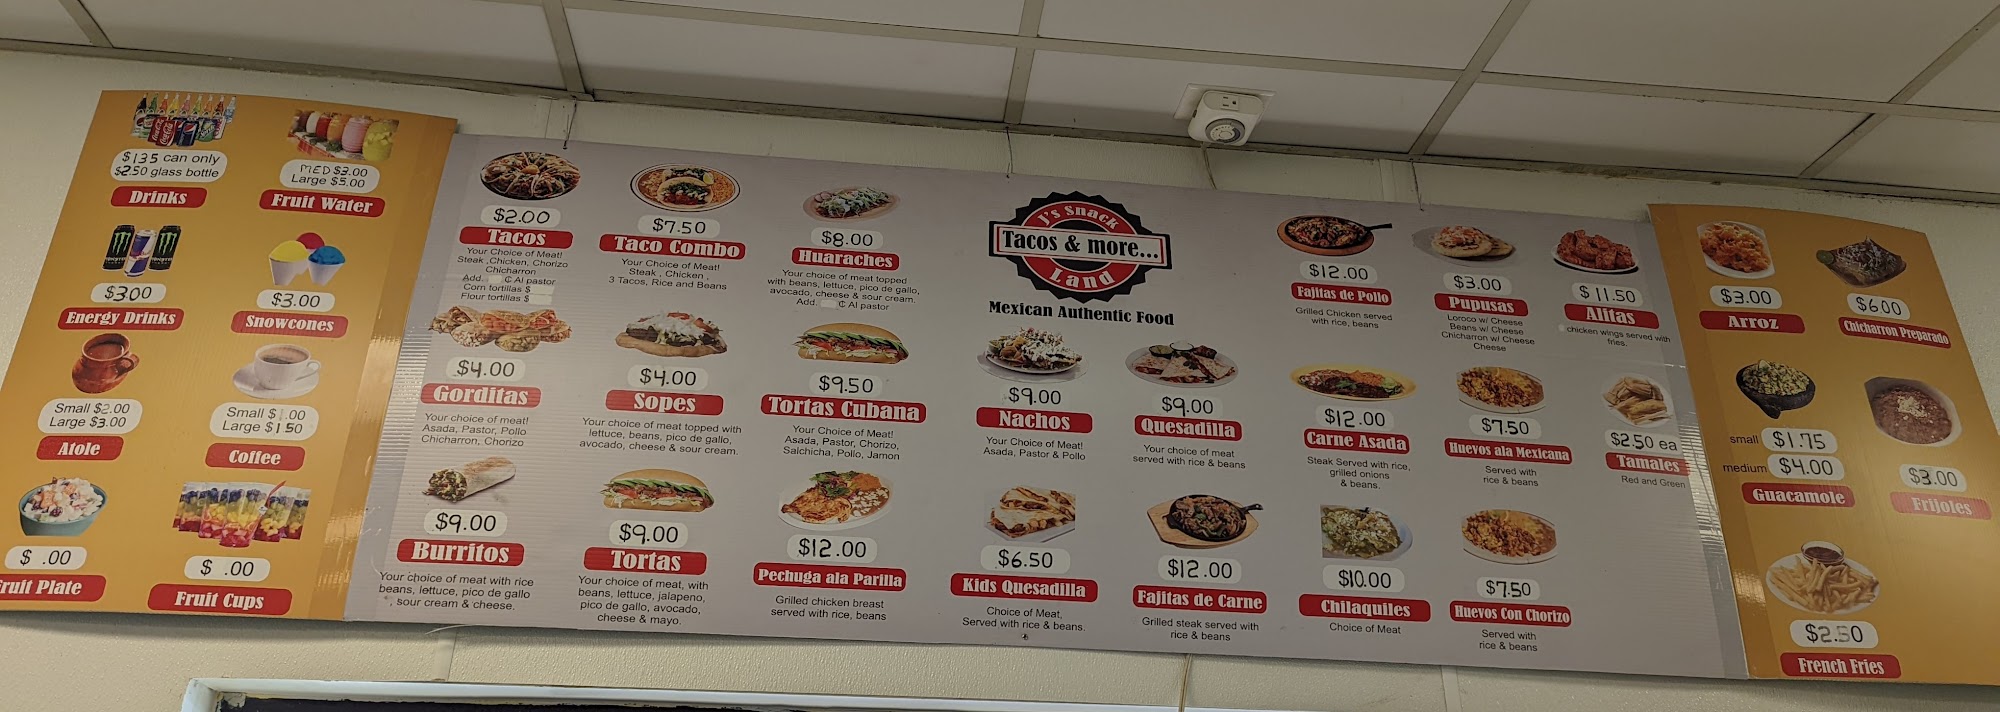 $1.35 can only
$2.50 glass bottle
Drinks
MED $3.00
Large $5.00
Fruit Water
$3.00
Energy Drinks
$3.00
Snowcones
Small $2.00
Large $3.00
Atole
Small $ .00
Large $1.50
Coffee
$ .00
Fruit Plate
$ .00
Fruit Cups
$2.00
Tacos
Your Choice of Meat!
Steak ,Chicken, Chorizo
Chicharron
Add. ¢ Al pastor
Corn tortillas $
Flour tortillas $
$7.50
Taco Combo
Your Choice of Meat!
Steak , Chicken ,
3 Tacos, Rice and Beans
$8.00
Huaraches
Your choice of meat topped
with beans, lettuce, pico de gallo,
avocado, cheese & sour cream.
Add. ¢ Al pastor
J's Snack
Tacos & more...
Land
Mexican Authentic Food
$12.00
Fajitas de Pollo
Grilled Chicken served
with rice, beans
$3.00
Pupusas
Loroco w/ Cheese
Beans w/ Cheese
Chicharron w/ Cheese
Cheese
$11.50
Alitas
chicken wings served with
fries.
$4.00
Gorditas
Your choice of meat!
Asada, Pastor, Pollo
Chicharron, Chorizo
$4.00
Sopes
Your choice of meat topped with
lettuce, beans, pico de gallo,
avocado, cheese & sour cream.
$9.50
Tortas Cubana
Your Choice of Meat!
Asada, Pastor, Chorizo,
Salchicha, Pollo, Jamon
$9.00
Nachos
Your Choice of Meat!
Asada, Pastor & Pollo
$9.00
Quesadilla
Your choice of meat
served with rice & beans
$12.00
Carne Asada
Steak Served with rice,
grilled onions
& beans.
$7.50
Huevos ala Mexicana
Served with
rice & beans
$2.50 ea
Tamales
Red and Green
$9.00
Burritos
Your choice of meat with rice
beans, lettuce, pico de gallo
, sour cream & cheese.
$9.00
Tortas
Your choice of meat, with
beans, lettuce, jalapeno,
pico de gallo, avocado,
cheese & mayo.
$12.00
Pechuga ala Parilla
Grilled chicken breast
served with rice, beans
$6.50
Kids Quesadilla
Choice of Meat,
Served with rice & beans.
$12.00
Fajitas de Carne
Grilled steak served with
rice & beans
$10.00
Chilaquiles
Choice of Meat
$7.50
Huevos Con Chorizo
Served with
rice & beans
$3.00
Arroz
$6.00
Chicharron Preparado
small $1.75
medium $4.00
Guacamole
$3.00
Frijoles
$2.50
French Fries